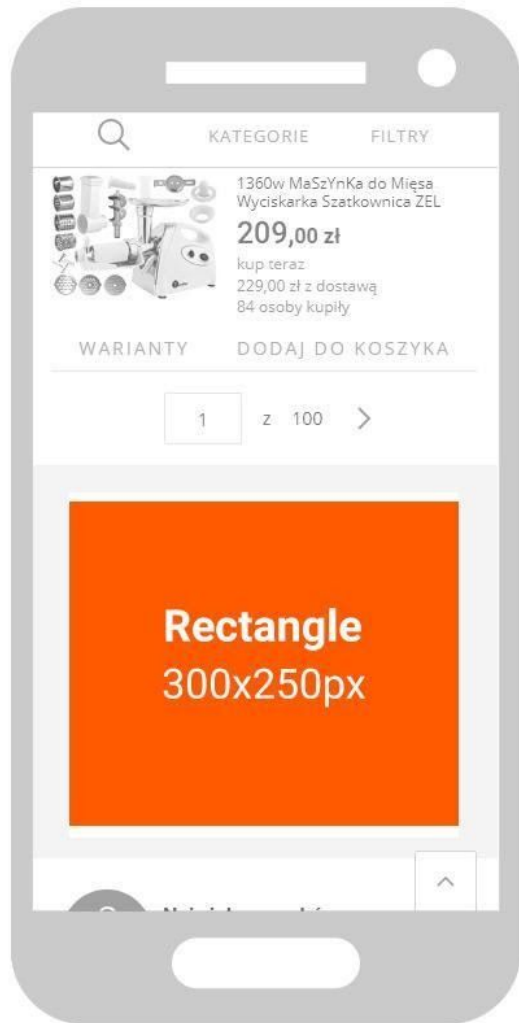 KATEGORIE FILTRY
1360w MaSzYnKa do Mięsa
Wyciskarka Szatkownica ZEL
209,00 zł
kup teraz
229,00 zł z dostawą
84 osoby kupiły
WARIANTY DODAJ DO KOSZYKA
1 z 100
Rectangle
300x250px